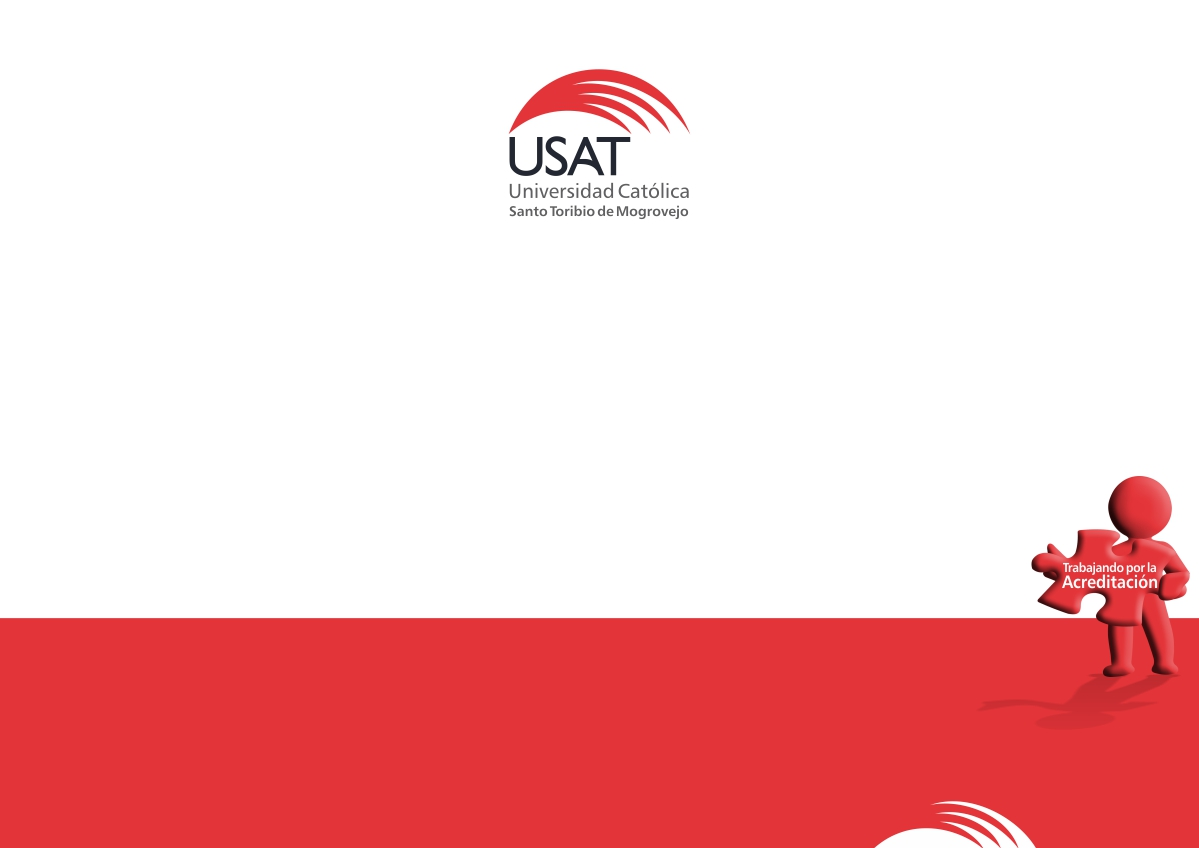 USAT
Universidad Católica
Santo Toribio de Mogrovejo
Trabajando por la
Acreditación